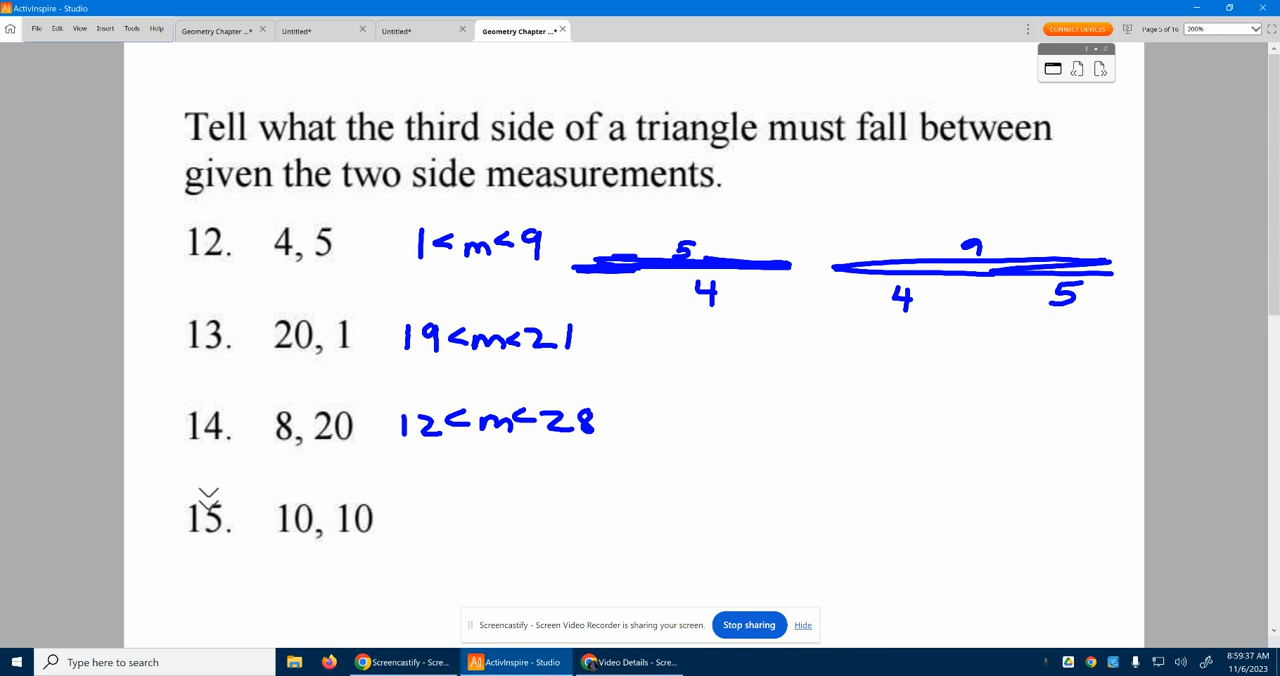 ActivInspire - Studio
File Edit View Insert Tools Help Geometry Chapter ...* Untitled* Untitled* Geometry Chapter ...* CONNECT DEVICES Page 5 of 16 200%
Tell what the third side of a triangle must fall between
given the two side measurements.
12. 4, 5 1<m<9 5 9
4 4 5
13. 20, 1 19<m<21
14. 8, 20 12<m<28
15. 10, 10
Screencastify - Screen Video Recorder is sharing your screen. Stop sharing Hide
Type here to search Screencastify - Scre... ActivInspire - Studio Video Details - Scre... 8:59:37 AM
11/6/2023